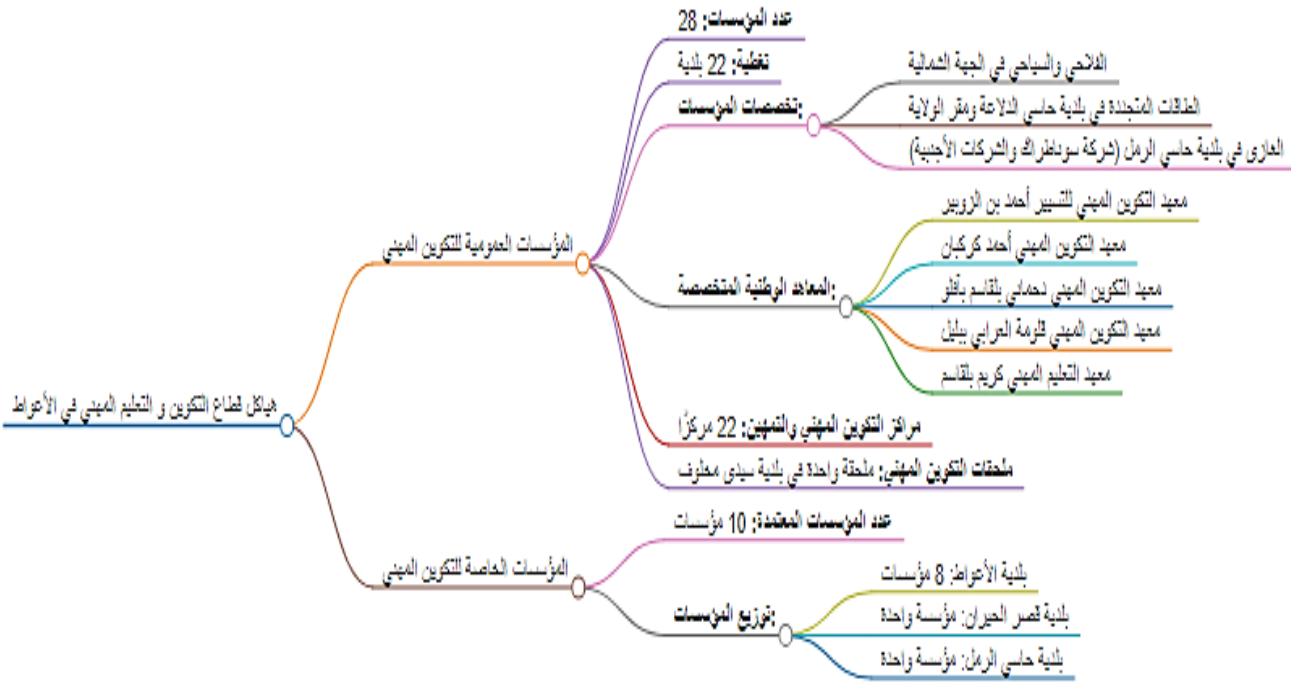 هياكل قطاع التكوين و التعليم المهني في الأغواط
المؤسسات العمومية للتكوين المهني
عدد المؤسسات: 28
تغطية: 22 بلدية
تخصصات المؤسسات:
الفلاحي والسياحي في الجهة الشمالية
الطاقات المتجددة في بلدية حاسي الدلاعة ومقر الولاية
الغازي في بلدية حاسي الرمل (شركة سوناطراك والشركات الأجنبية)
المعاهد الوطنية المتخصصة:
معهد التكوين المهني للتسيير أحمد بن الزوبير
معهد التكوين المهني أحمد كركبان
معهد التكوين المهني دحماني بلقاسم بأفلو
معهد التكوين المهني قلومة العرابي ببليل
معهد التعليم المهني كريم بلقاسم
مراكز التكوين المهني والتمهين: 22 مركزًا
ملحقات التكوين المهني: ملحقة واحدة في بلدية سيدي مخلوف
المؤسسات الخاصة للتكوين المهني
عدد المؤسسات المعتمدة: 10 مؤسسات
توزيع المؤسسات:
بلدية الأغواط: 8 مؤسسات
بلدية قصر الحيران: مؤسسة واحدة
بلدية حاسي الرمل: مؤسسة واحدة